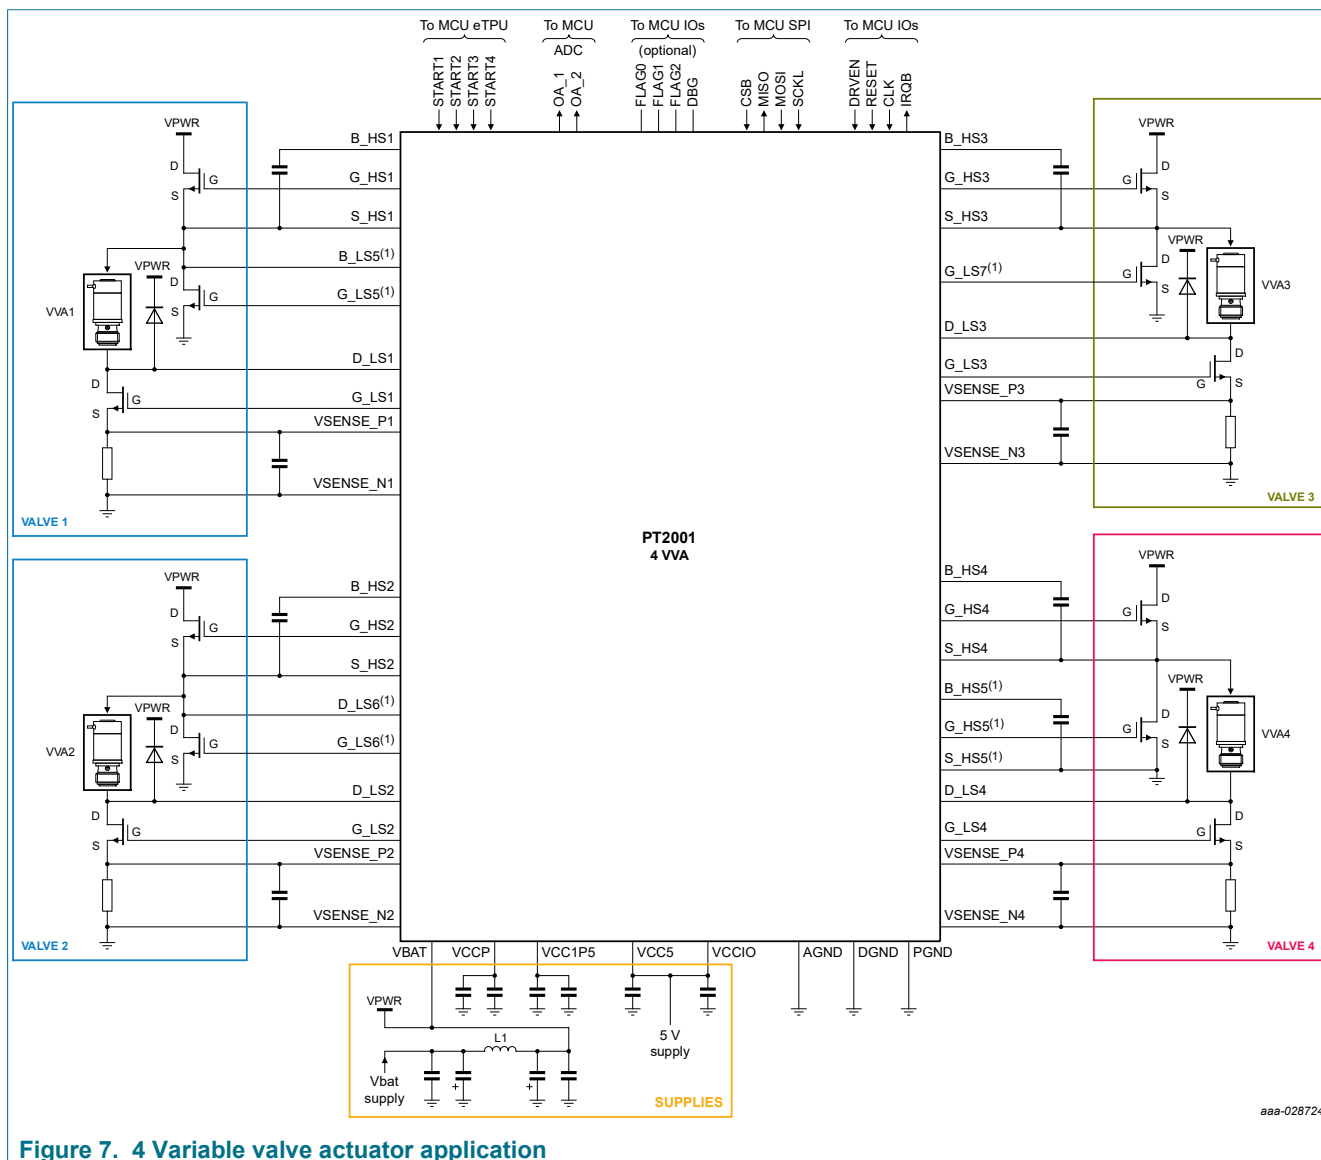 To MCU eTPU
To MCU
ADC
To MCU IOs
(optional)
To MCU SPI
To MCU IOs
START1
START2
START3
START4
OA_1
OA_2
FLAG0
FLAG1
FLAG2
DBG
CSB
MISO
MOSI
SCKL
DRVEN
RESET
CLK
IRQB
VPWR
D
G
S
VPWR
D
G
S
VVA1
D
G
S
VALVE 1
B_HS1
G_HS1
S_HS1
B_LS5(1)
G_LS5(1)
D_LS1
G_LS1
VSENSE_P1
VSENSE_N1
VPWR
D
G
S
VPWR
D
G
S
VVA2
D
G
S
VALVE 2
B_HS2
G_HS2
S_HS2
D_LS6(1)
G_LS6(1)
D_LS2
G_LS2
VSENSE_P2
VSENSE_N2
PT2001
4 VVA
B_HS3
G_HS3
S_HS3
G_LS7(1)
D_LS3
G_LS3
VSENSE_P3
VSENSE_N3
VPWR
D
G
S
VPWR
D
G
S
VVA3
D
G
S
VALVE 3
B_HS4
G_HS4
S_HS4
B_HS5(1)
G_HS5(1)
S_HS5(1)
D_LS4
G_LS4
VSENSE_P4
VSENSE_N4
VPWR
D
G
S
VPWR
D
G
S
VVA4
D
G
S
VALVE 4
VBAT
VCCP
VCC1P5
VCC5
VCCIO
AGND
DGND
PGND
VPWR
L1
5 V
supply
Vbat
supply
+
+
SUPPLIES
aaa-028724
Figure 7. 4 Variable valve actuator application